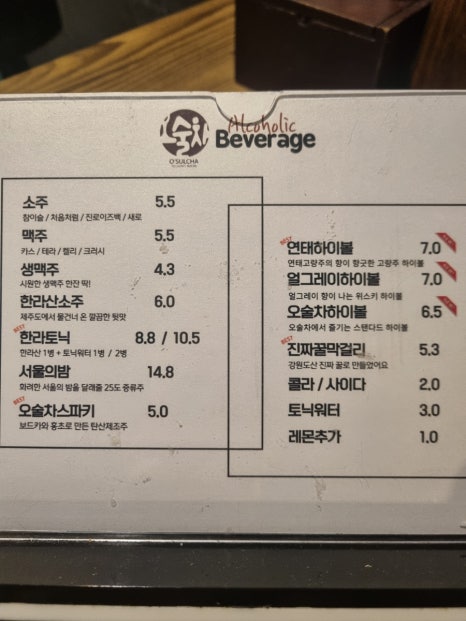 숙차
O'SULCHA
Alcoholic
Beverage
소주 5.5
참이슬 / 처음처럼 / 진로이즈백 / 새로
맥주 5.5
카스 / 테라 / 켈리 / 크러시
생맥주 4.3
시원한 생맥주 한잔 딱!
한라산소주 6.0
제주도에서 물건너 온 깔끔한 뒷맛
BEST
한라토닉 8.8 / 10.5
한라산 1병 + 토닉워터 1병 / 2병
서울의밤 14.8
화려한 서울의 밤을 달래줄 25도 증류주
BEST
오술차스파키 5.0
보드카와 홍초로 만든 탄산제조주
BEST
연태하이볼 7.0
연태고량주의 향이 향긋한 고량주 하이볼
얼그레이하이볼 7.0
얼그레이 향이 나는 위스키 하이볼
오술차하이볼 6.5
오술차에서 즐기는 스탠다드 하이볼
BEST
진짜꿀막걸리 5.3
강원도산 진짜 꿀로 만들었어요
콜라 / 사이다 2.0
토닉워터 3.0
레몬추가 1.0